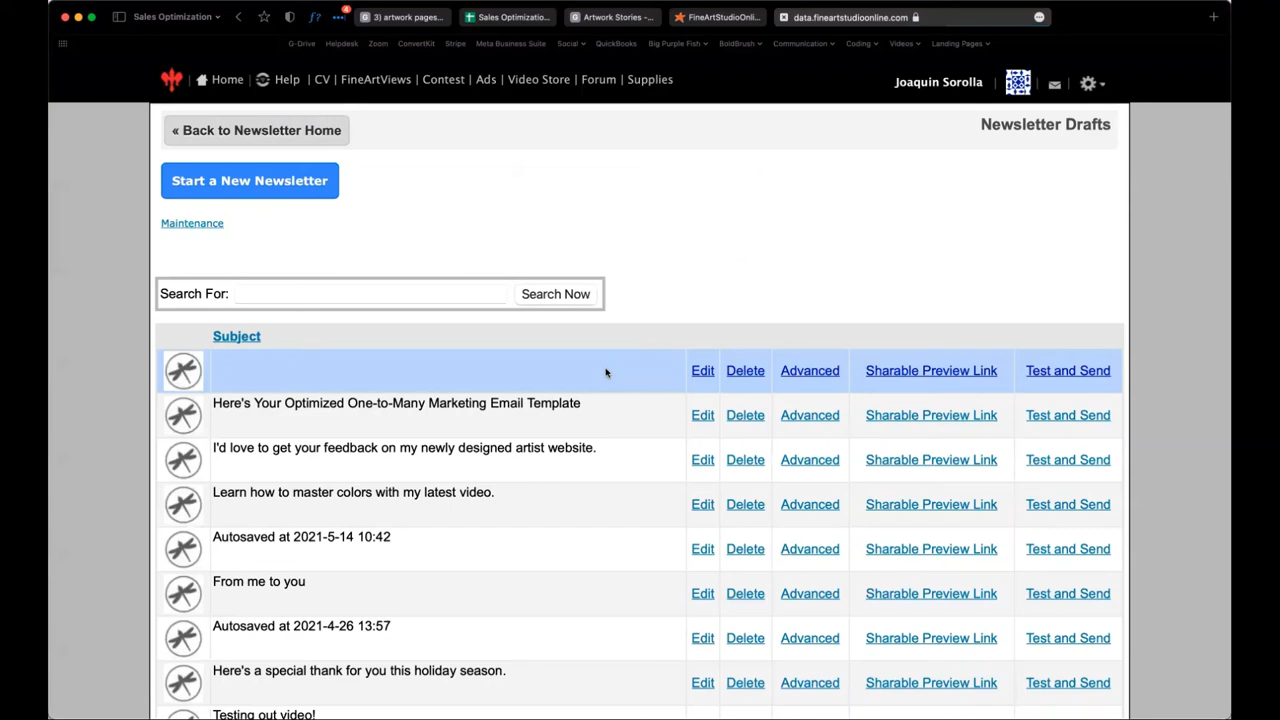 Sales Optimization
4
3) artwork pages...
Sales Optimizatio...
Artwork Stories -...
FineArtStudioOnli...
data.fineartstudioonline.com
G-Drive Helpdesk Zoom ConvertKit Stripe Meta Business Suite Social QuickBooks Big Purple Fish BoldBrush Communication Coding Videos Landing Pages
| Home | Help | CV | FineArtViews | Contest | Ads | Video Store | Forum | Supplies
Joaquin Sorolla | |
« Back to Newsletter Home
Newsletter Drafts
Start a New Newsletter
Maintenance
Search For: Search Now
Subject
Edit Delete Advanced Sharable Preview Link Test and Send
Here's Your Optimized One-to-Many Marketing Email Template Edit Delete Advanced Sharable Preview Link Test and Send
I'd love to get your feedback on my newly designed artist website. Edit Delete Advanced Sharable Preview Link Test and Send
Learn how to master colors with my latest video. Edit Delete Advanced Sharable Preview Link Test and Send
Autosaved at 2021-5-14 10:42 Edit Delete Advanced Sharable Preview Link Test and Send
From me to you Edit Delete Advanced Sharable Preview Link Test and Send
Autosaved at 2021-4-26 13:57 Edit Delete Advanced Sharable Preview Link Test and Send
Here's a special thank for you this holiday season. Edit Delete Advanced Sharable Preview Link Test and Send
Testing out video!